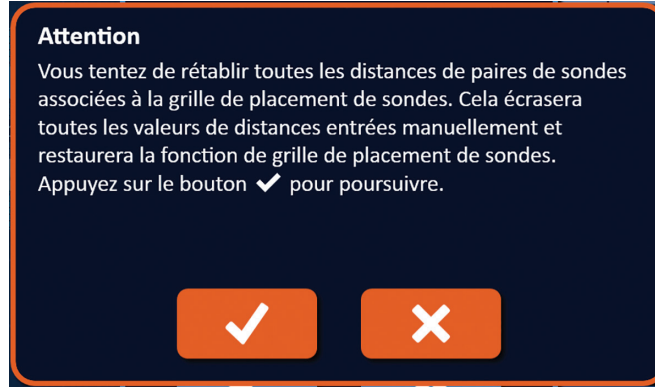 Attention
Vous tentez de rétablir toutes les distances de paires de sondes
associées à la grille de placement de sondes. Cela écrasera
toutes les valeurs de distances entrées manuellement et
restaurera la fonction de grille de placement de sondes.
Appuyez sur le bouton ✔ pour poursuivre.